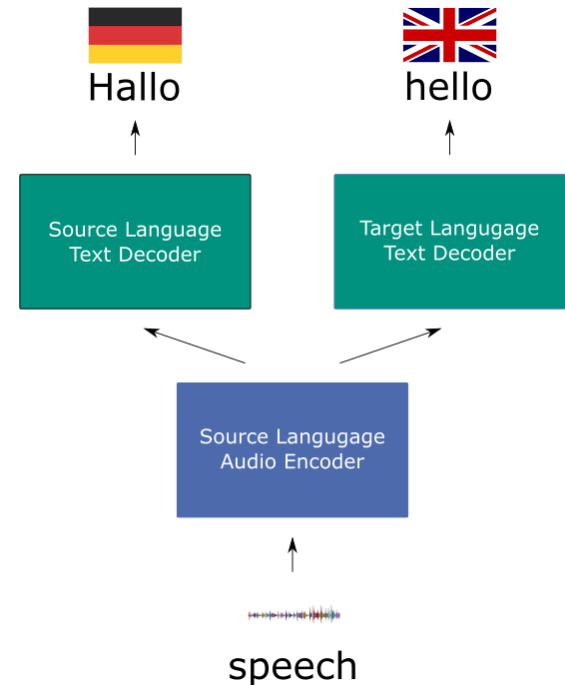 Hallo
hello
Source Language
Text Decoder
Target Langugage
Text Decoder
Source Langugage
Audio Encoder
speech